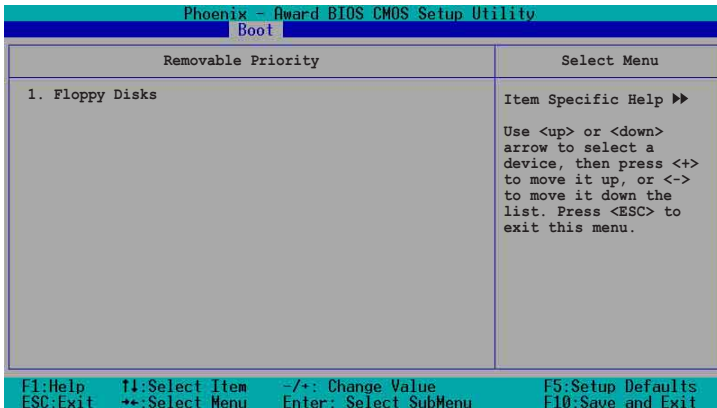 Phoenix - Award BIOS CMOS Setup Utility
Boot
Removable Priority
Select Menu
1. Floppy Disks
Item Specific Help ▶▶
Use <up> or <down>
arrow to select a
device, then press <+>
to move it up, or <->
to move it down the
list. Press <ESC> to
exit this menu.
F1:Help ↑↓:Select Item -/+: Change Value F5:Setup Defaults
ESC:Exit →←:Select Menu Enter: Select SubMenu F10:Save and Exit